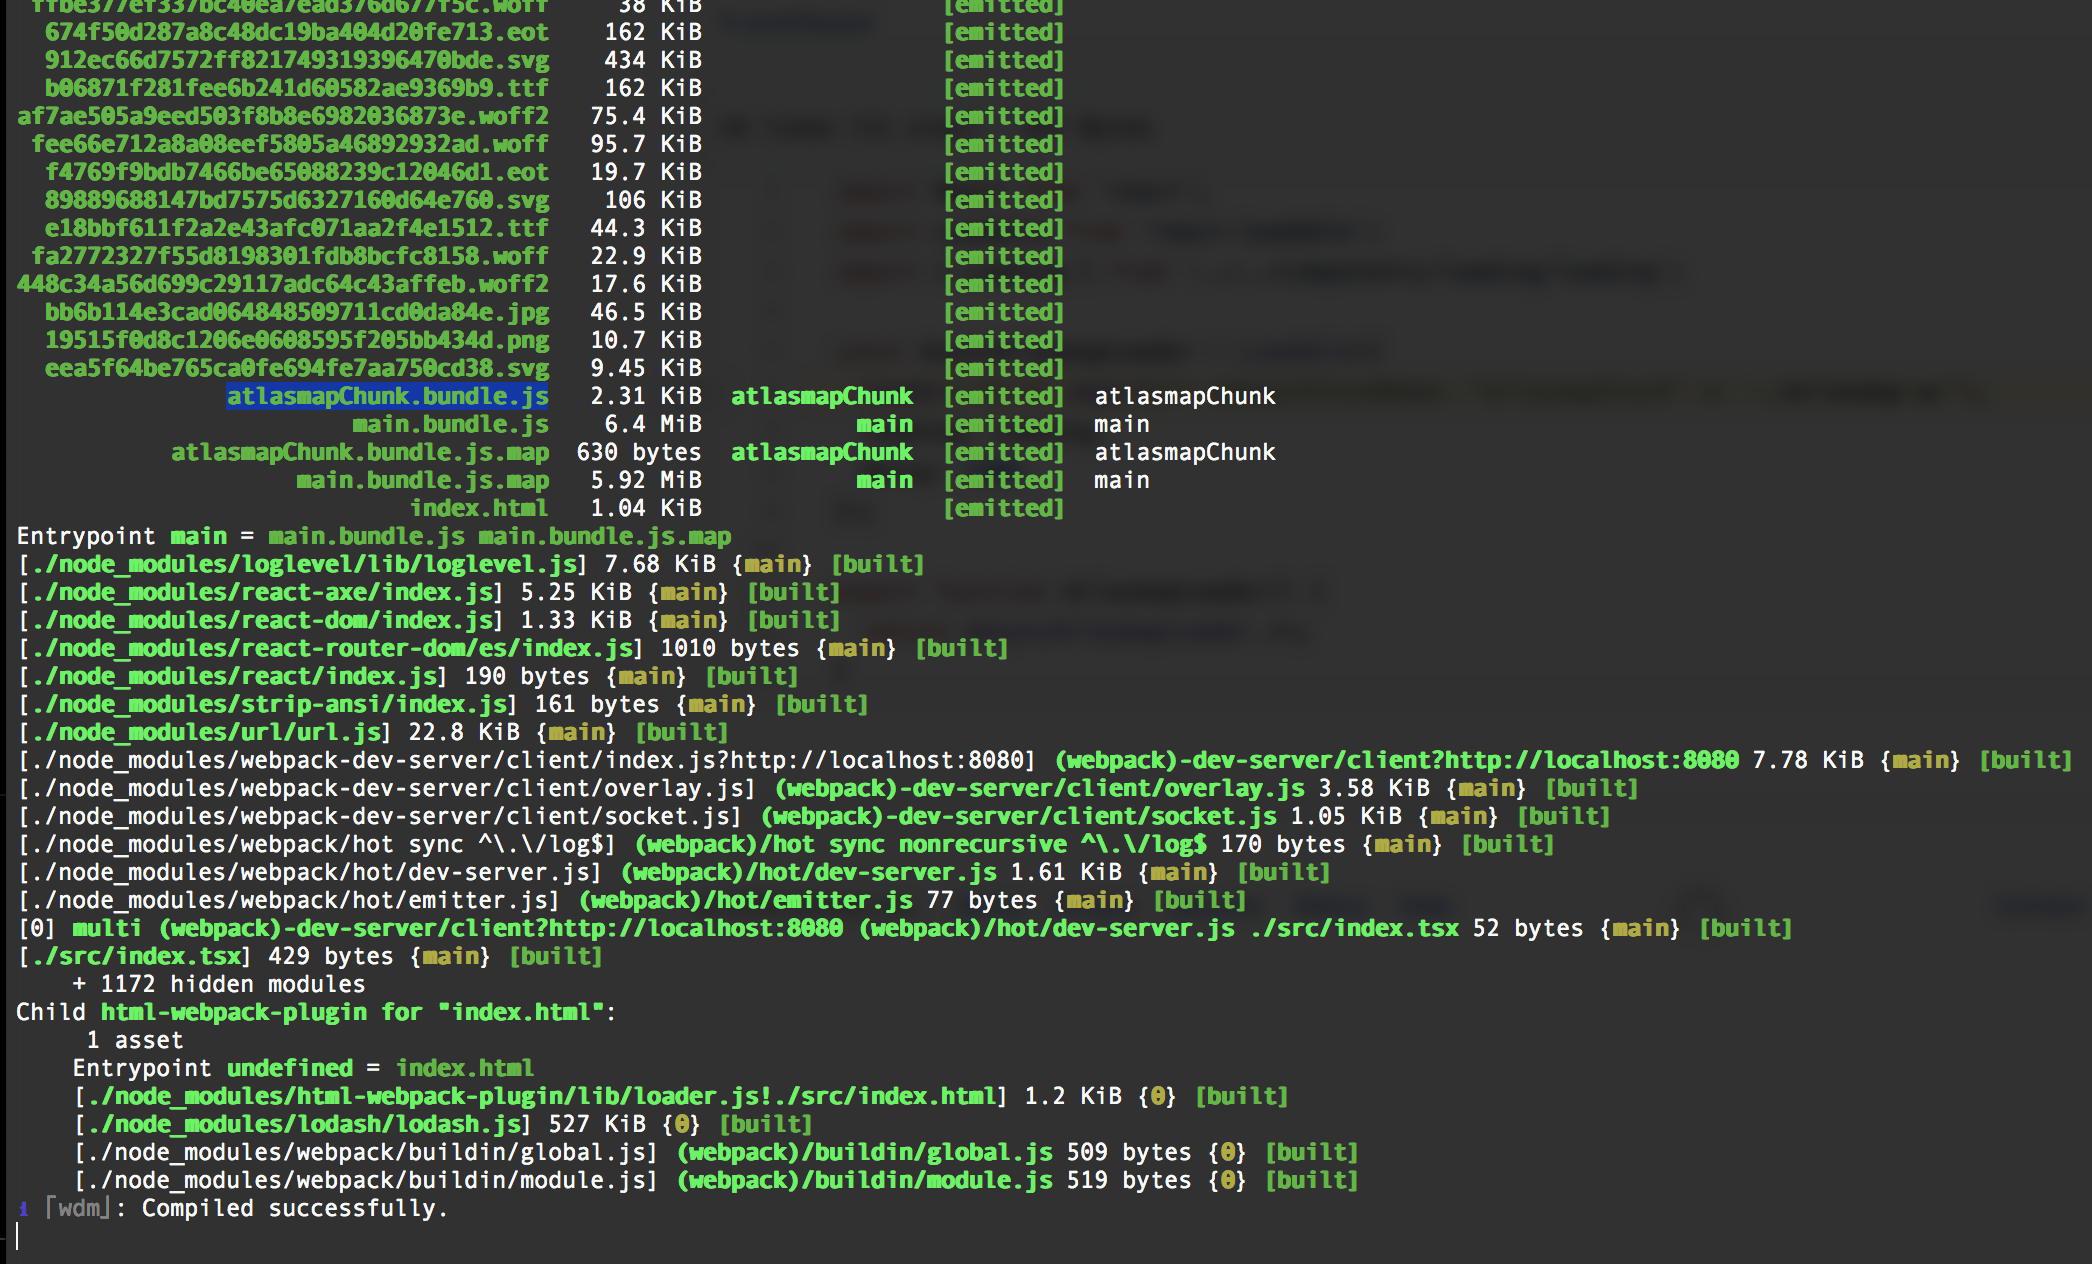 ffbe377ef337bc40ea7ead376d677f5c.woff 38 KiB [emitted]
674f50d287a8c48dc19ba404d20fe713.eot 162 KiB [emitted]
912ec66d7572ff821749319396470bde.svg 434 KiB [emitted]
b06871f281fee6b241d60582ae9369b9.ttf 162 KiB [emitted]
af7ae505a9eed503f8b8e6982036873e.woff2 75.4 KiB [emitted]
fee66e712a8a08eef5805a46892932ad.woff 95.7 KiB [emitted]
f4769f9bdb7466be65088239c12046d1.eot 19.7 KiB [emitted]
89889688147bd7575d6327160d64e760.svg 106 KiB [emitted]
e18bbf611f2a2e43afc071aa2f4e1512.ttf 44.3 KiB [emitted]
fa2772327f55d8198301fdb8bcfc8158.woff 22.9 KiB [emitted]
448c34a56d699c29117adc64c43affeb.woff2 17.6 KiB [emitted]
bb6b114e3cad064848509711cd0da84e.jpg 46.5 KiB [emitted]
19515f0d8c1206e0608595f205bb434d.png 10.7 KiB [emitted]
eea5f64be765ca0fe694fe7aa750cd38.svg 9.45 KiB [emitted]
atlasmapChunk.bundle.js 2.31 KiB atlasmapChunk [emitted] atlasmapChunk
main.bundle.js 6.4 MiB main [emitted] main
atlasmapChunk.bundle.js.map 630 bytes atlasmapChunk [emitted] atlasmapChunk
main.bundle.js.map 5.92 MiB main [emitted] main
index.html 1.04 KiB [emitted]
Entrypoint main = main.bundle.js main.bundle.js.map
[./node_modules/loglevel/lib/loglevel.js] 7.68 KiB {main} [built]
[./node_modules/react-axe/index.js] 5.25 KiB {main} [built]
[./node_modules/react-dom/index.js] 1.33 KiB {main} [built]
[./node_modules/react-router-dom/es/index.js] 1010 bytes {main} [built]
[./node_modules/react/index.js] 190 bytes {main} [built]
[./node_modules/strip-ansi/index.js] 161 bytes {main} [built]
[./node_modules/url/url.js] 22.8 KiB {main} [built]
[./node_modules/webpack-dev-server/client/index.js?http://localhost:8080] (webpack)-dev-server/client?http://localhost:8080 7.78 KiB {main} [built]
[./node_modules/webpack-dev-server/client/overlay.js] (webpack)-dev-server/client/overlay.js 3.58 KiB {main} [built]
[./node_modules/webpack-dev-server/client/socket.js] (webpack)-dev-server/client/socket.js 1.05 KiB {main} [built]
[./node_modules/webpack/hot sync ^\.\/log$] (webpack)/hot sync nonrecursive ^\.\/log$ 170 bytes {main} [built]
[./node_modules/webpack/hot/dev-server.js] (webpack)/hot/dev-server.js 1.61 KiB {main} [built]
[./node_modules/webpack/hot/emitter.js] (webpack)/hot/emitter.js 77 bytes {main} [built]
[0] multi (webpack)-dev-server/client?http://localhost:8080 (webpack)/hot/dev-server.js ./src/index.tsx 52 bytes {main} [built]
[./src/index.tsx] 429 bytes {main} [built]
+ 1172 hidden modules
Child html-webpack-plugin for "index.html":
1 asset
Entrypoint undefined = index.html
[./node_modules/html-webpack-plugin/lib/loader.js!./src/index.html] 1.2 KiB {0} [built]
[./node_modules/lodash/lodash.js] 527 KiB {0} [built]
[./node_modules/webpack/buildin/global.js] (webpack)/buildin/global.js 509 bytes {0} [built]
[./node_modules/webpack/buildin/module.js] (webpack)/buildin/module.js 519 bytes {0} [built]
ℹ ｢wdm｣: Compiled successfully.